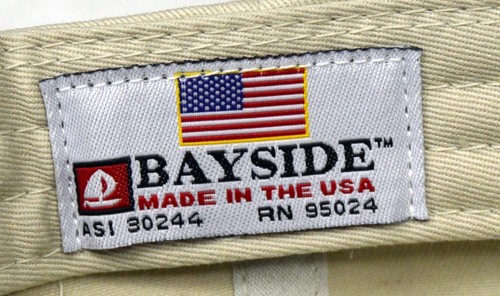 BAYSIDE™
MADE IN THE USA
ASI 30244 RN 95024